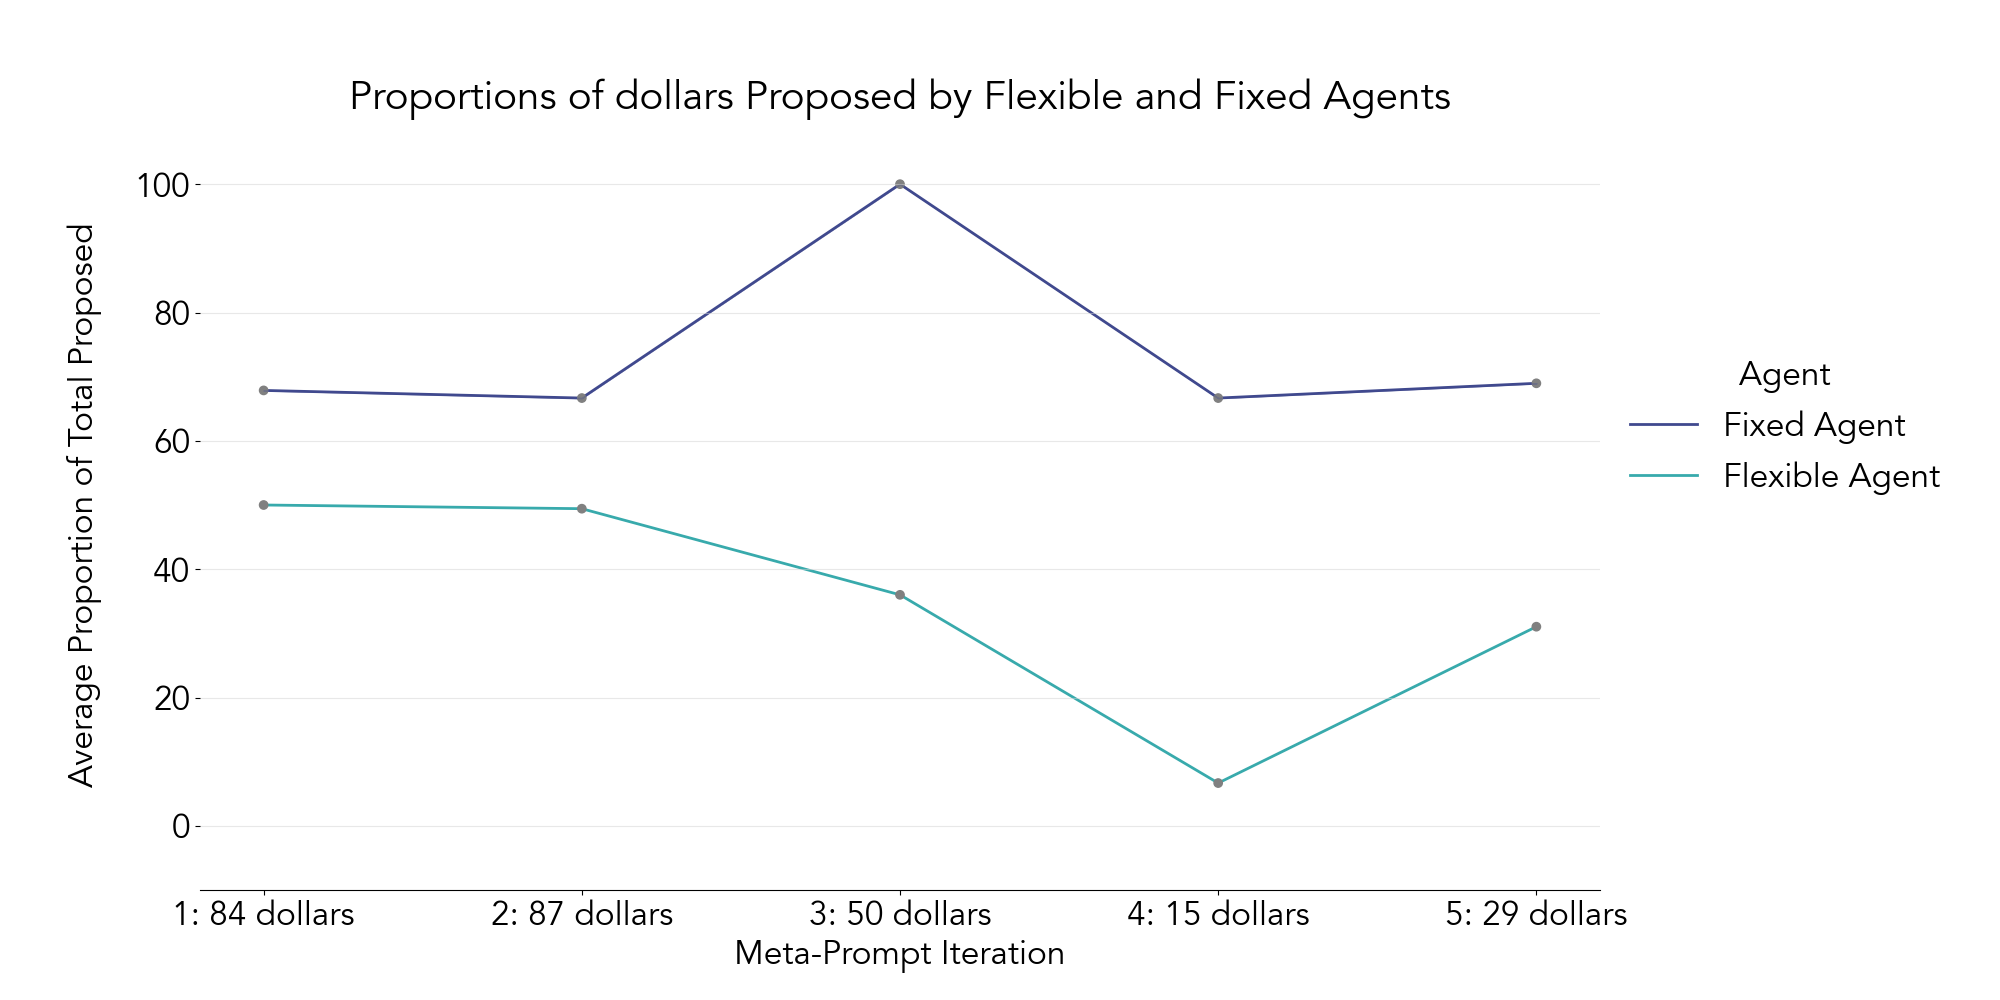 Proportions of dollars Proposed by Flexible and Fixed Agents
Average Proportion of Total Proposed
100
80
60
40
20
0
1: 84 dollars
2: 87 dollars
3: 50 dollars
4: 15 dollars
5: 29 dollars
Meta-Prompt Iteration
Agent
Fixed Agent
Flexible Agent